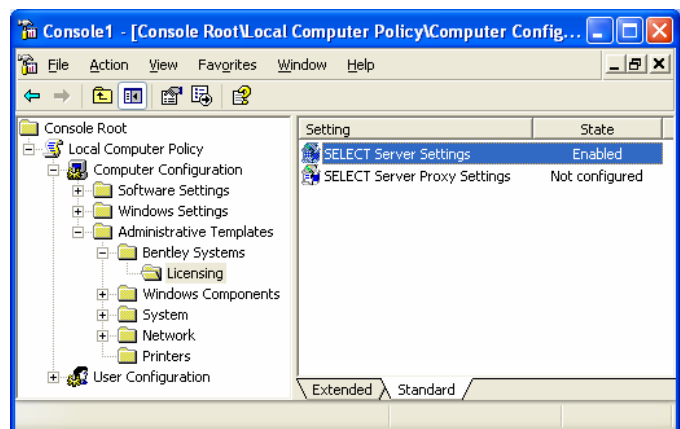 Console1 - [Console Root\Local Computer Policy\Computer Config...
File Action View Favorites Window Help
Console Root
Local Computer Policy
Computer Configuration
Software Settings
Windows Settings
Administrative Templates
Bentley Systems
Licensing
Windows Components
System
Network
Printers
User Configuration
Setting State
SELECT Server Settings Enabled
SELECT Server Proxy Settings Not configured
Extended Standard